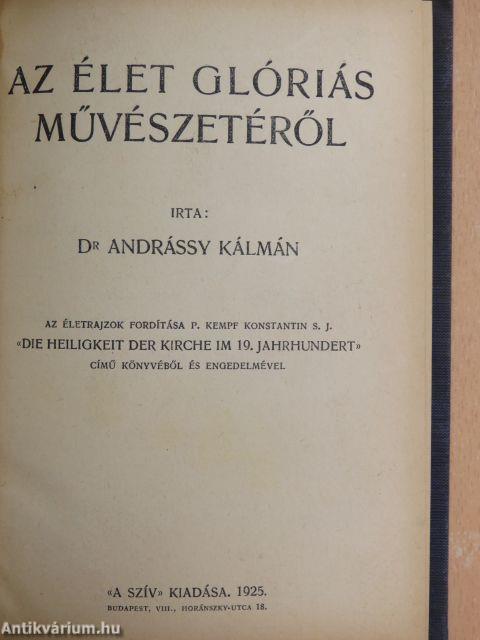 AZ ÉLET GLÓRIÁS
MŰVÉSZETÉRŐL
IRTA:
DR ANDRÁSSY KÁLMÁN
AZ ÉLETRAJZOK FORDÍTÁSA P. KEMPF KONSTANTIN S. J.
«DIE HEILIGKEIT DER KIRCHE IM 19. JAHRHUNDERT»
CÍMŰ KÖNYVÉBŐL ÉS ENGEDELMÉVEL
«A SZÍV» KIADÁSA. 1925.
BUDAPEST, VIII., HORÁNSZKY-UTCA 18.
Antikvárium.hu